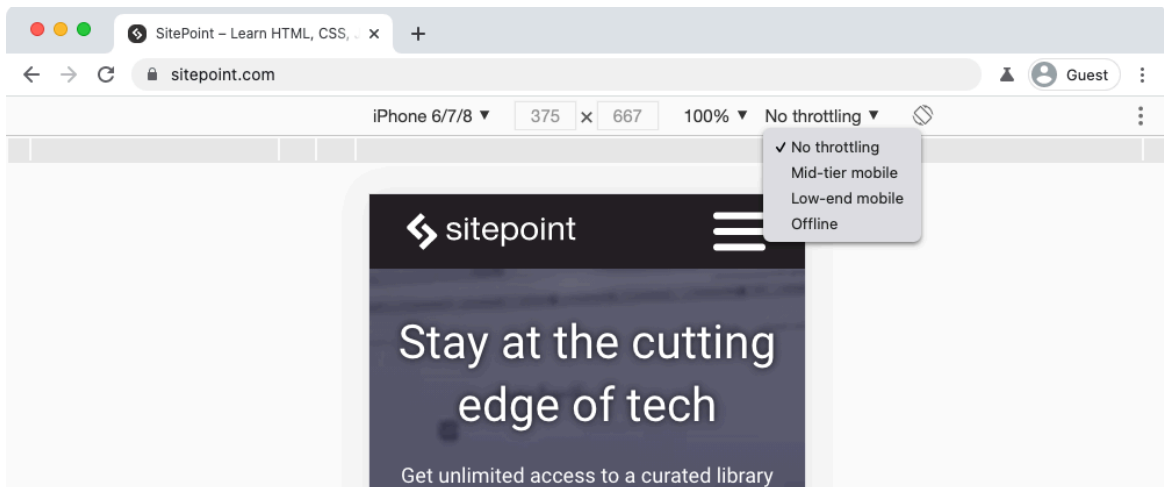 SitePoint – Learn HTML, CSS, J
sitepoint.com
Guest
iPhone 6/7/8 375 × 667 100% No throttling
No throttling
Mid-tier mobile
Low-end mobile
Offline
sitepoint
Stay at the cutting
edge of tech
Get unlimited access to a curated library